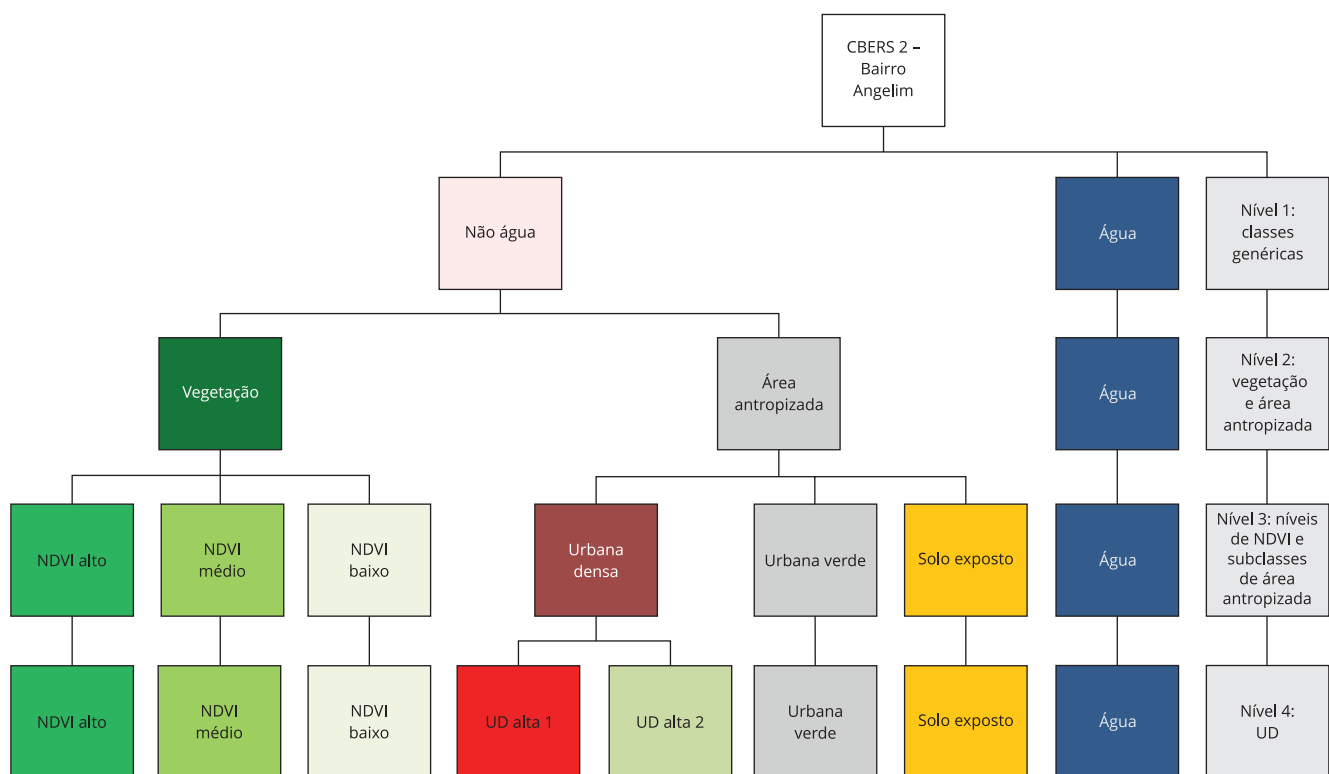 CBERS 2 –
Bairro
Angelim
Não água
Água
Nível 1:
classes
genéricas
Vegetação
Área
antropizada
Água
Nível 2:
vegetação
e área
antropizada
NDVI alto
NDVI
médio
NDVI
baixo
Urbana
densa
Urbana verde
Solo exposto
Água
Nível 3: níveis
de NDVI e
subclasses
de área
antropizada
NDVI alto
NDVI
médio
NDVI
baixo
UD alta 1
UD alta 2
Urbana
verde
Solo exposto
Água
Nível 4:
UD